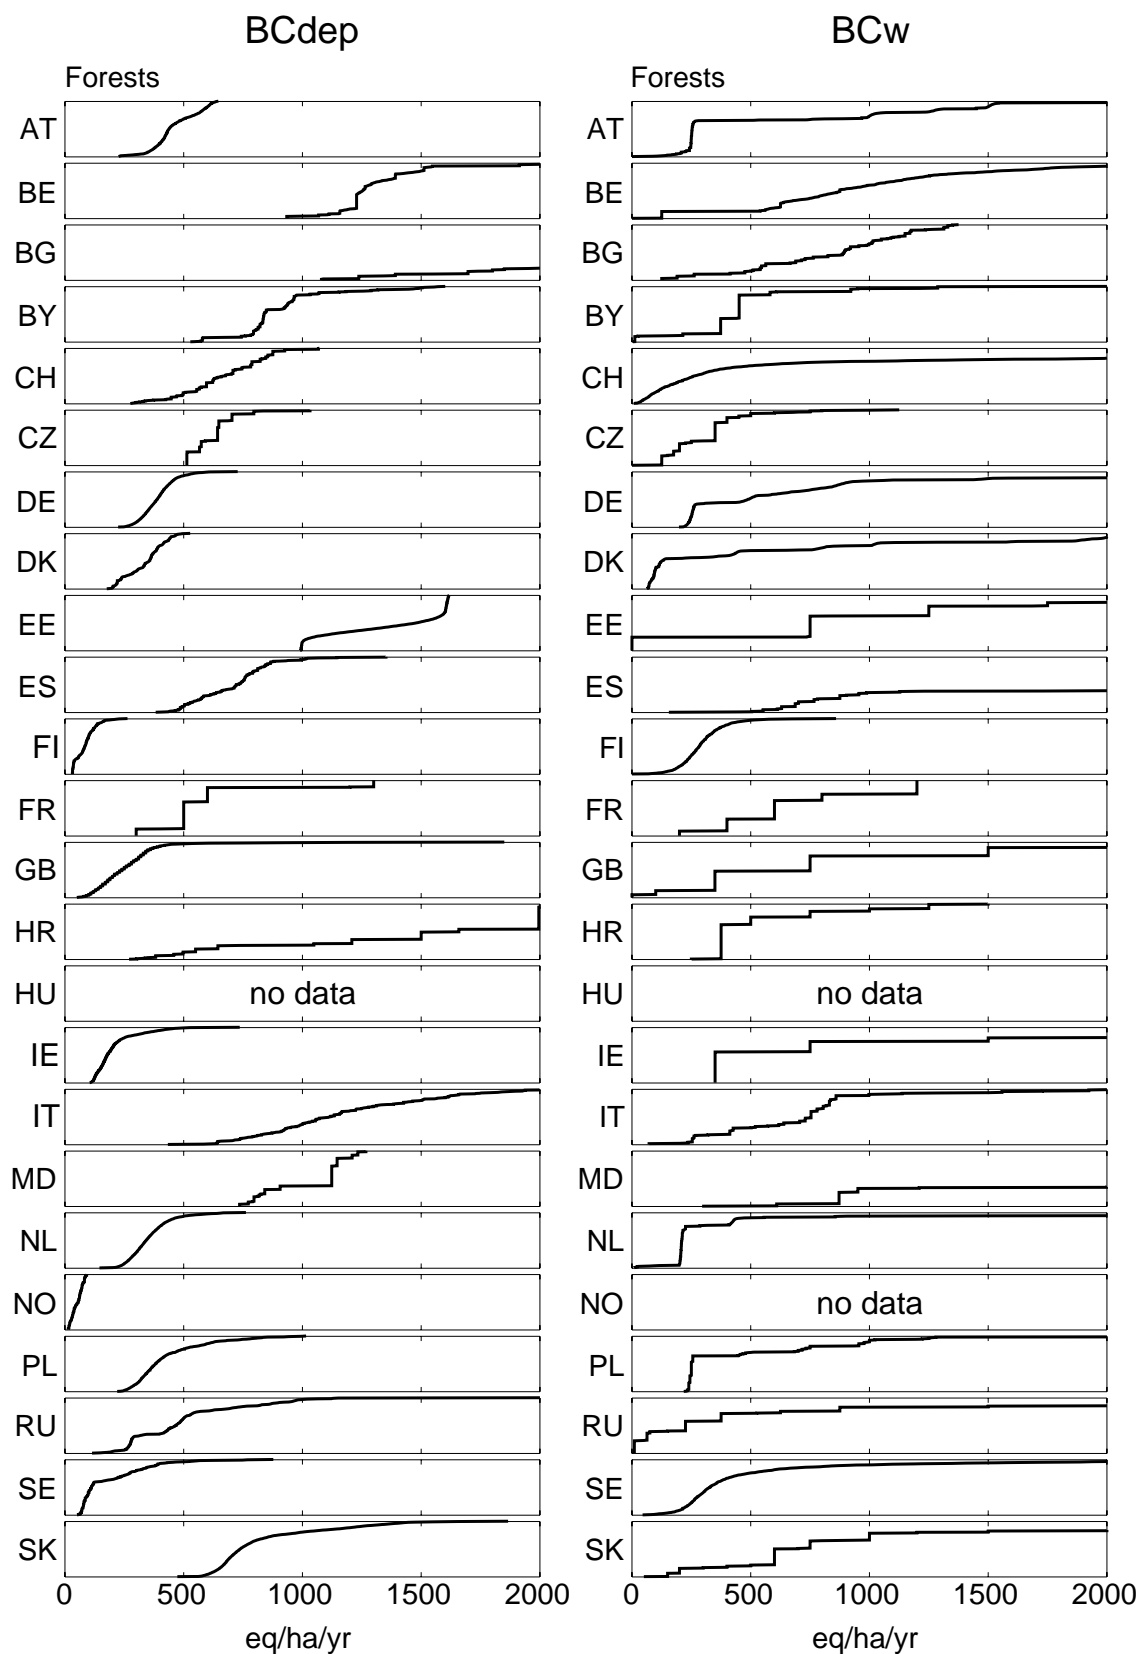 BCdep BCw
Forests Forests
AT AT
BE BE
BG BG
BY BY
CH CH
CZ CZ
DE DE
DK DK
EE EE
ES ES
FI FI
FR FR
GB GB
HR HR
HU no data HU no data
IE IE
IT IT
MD MD
NL NL
NO NO no data
PL PL
RU RU
SE SE
SK SK
0 500 1000 1500 2000 0 500 1000 1500 2000
eq/ha/yr eq/ha/yr